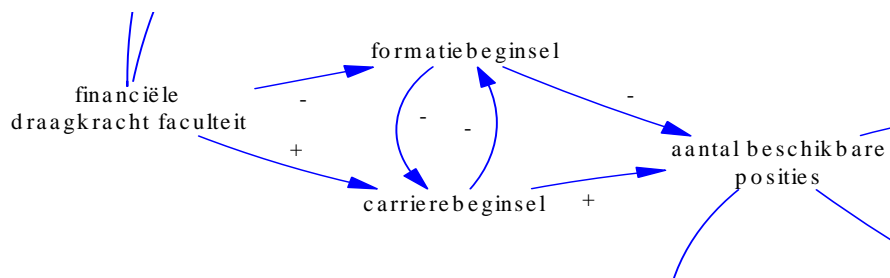 formatiebeginsel
financiële
draagkracht faculteit
-
-
-
-
+
aantal beschikbare
posities
carrierebeginsel
+